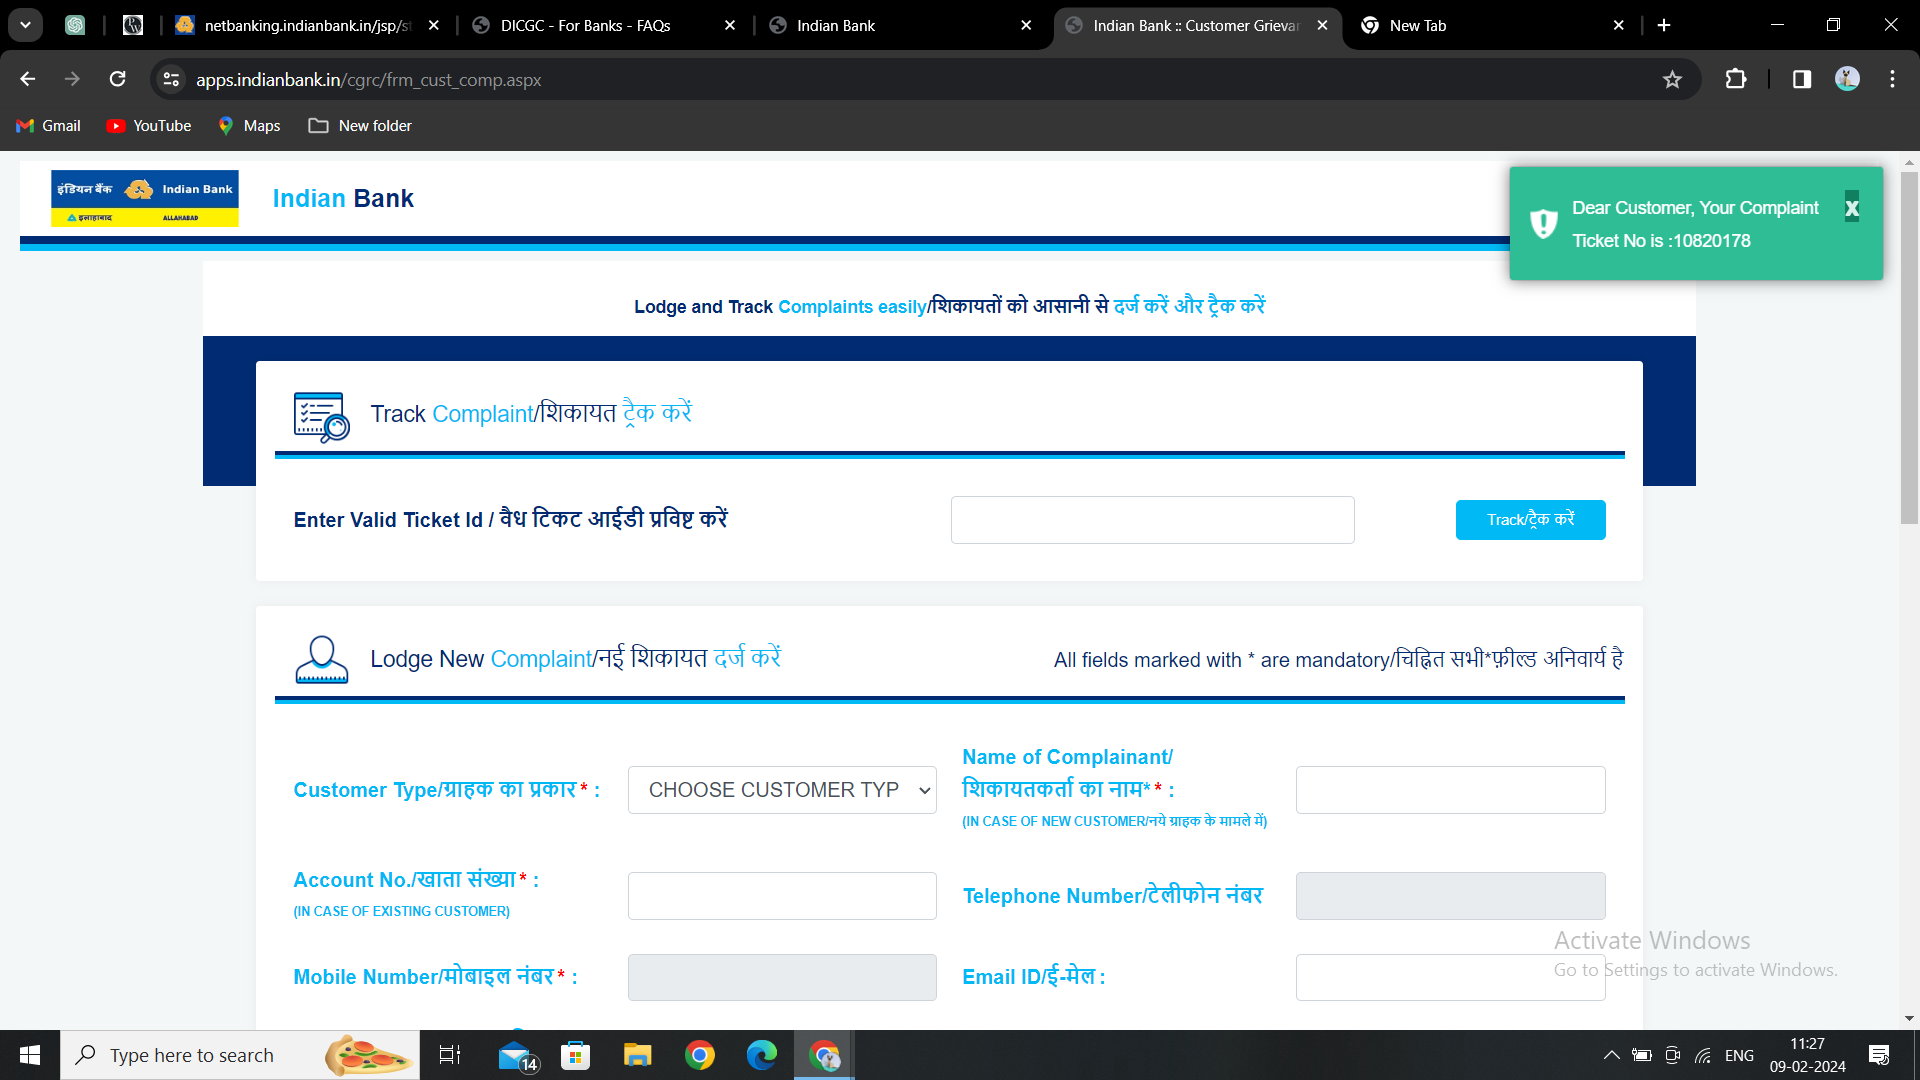 netbanking.indianbank.in/jsp/st
DICGC - For Banks - FAQs
Indian Bank
Indian Bank :: Customer Grievan
New Tab
apps.indianbank.in/cgrc/frm_cust_comp.aspx
Gmail
YouTube
Maps
New folder
इंडियन बैंक Indian Bank
इलाहाबाद ALLAHABAD
Indian Bank
Dear Customer, Your Complaint
Ticket No is :10820178
X
Lodge and Track Complaints easily/शिकायतों को आसानी से दर्ज करें और ट्रैक करें
Track Complaint/शिकायत ट्रैक करें
Enter Valid Ticket Id / वैध टिकट आईडी प्रविष्ट करें
Track/ट्रैक करें
Lodge New Complaint/नई शिकायत दर्ज करें
All fields marked with * are mandatory/चिह्नित सभी*फ़ील्ड अनिवार्य है
Customer Type/ग्राहक का प्रकार * :
CHOOSE CUSTOMER TYP
Name of Complainant/
शिकायतकर्ता का नाम* * :
(IN CASE OF NEW CUSTOMER/नये ग्राहक के मामले में)
Account No./खाता संख्या * :
(IN CASE OF EXISTING CUSTOMER)
Telephone Number/टेलीफोन नंबर
Mobile Number/मोबाइल नंबर * :
Email ID/ई-मेल :
Activate Windows
Go to Settings to activate Windows.
Type here to search
14
ENG
11:27
09-02-2024